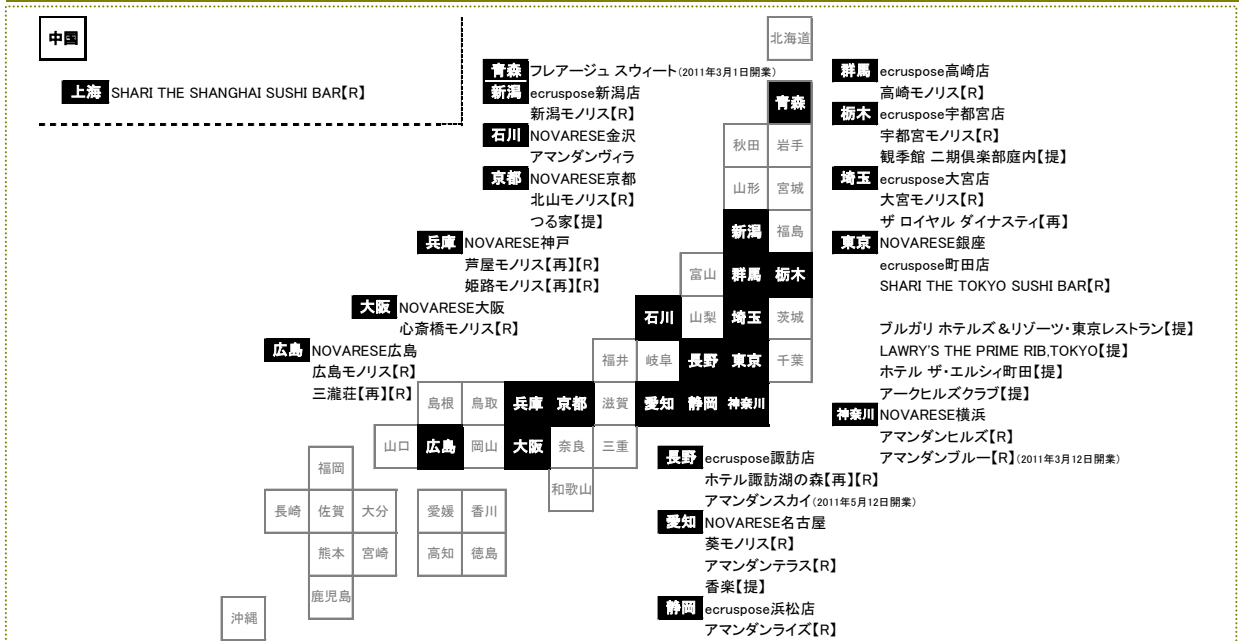 中国
上海 SHARI THE SHANGHAI SUSHI BAR【R】
青森 フレアージュ スウィート(2011年3月1日開業)
新潟 ecruspose新潟店
新潟モノリス【R】
石川 NOVARESE金沢
アマンダンヴィラ
京都 NOVARESE京都
北山モノリス【R】
つる家【提】
兵庫 NOVARESE神戸
芦屋モノリス【再】【R】
姫路モノリス【再】【R】
大阪 NOVARESE大阪
心斎橋モノリス【R】
広島 NOVARESE広島
広島モノリス【R】
三瀧荘【再】【R】
群馬 ecruspose高崎店
高崎モノリス【R】
栃木 ecruspose宇都宮店
宇都宮モノリス【R】
観季館 二期倶楽部庭内【提】
埼玉 ecruspose大宮店
大宮モノリス【R】
ザ ロイヤル ダイナスティ【再】
東京 NOVARESE銀座
ecruspose町田店
SHARI THE TOKYO SUSHI BAR【R】
ブルガリ ホテルズ&リゾーツ・東京レストラン【提】
LAWRY'S THE PRIME RIB,TOKYO【提】
ホテル ザ・エルシィ町田【提】
アークヒルズクラブ【提】
神奈川 NOVARESE横浜
アマンダンヒルズ【R】
アマンダンブルー【R】(2011年3月12日開業)
長野 ecruspose諏訪店
ホテル諏訪湖の森【再】【R】
アマンダンスカイ(2011年5月12日開業)
愛知 NOVARESE名古屋
葵モノリス【R】
アマンダンテラス【R】
香楽【提】
静岡 ecruspose浜松店
アマンダンライズ【R】
北海道
青森
秋田 岩手
山形 宮城
新潟 福島
富山 群馬 栃木
石川 山梨 埼玉 茨城
福井 岐阜 長野 東京 千葉
島根 鳥取 兵庫 京都 滋賀 愛知 静岡 神奈川
山口 広島 岡山 大阪 奈良 三重
和歌山
福岡
長崎 佐賀 大分 愛媛 香川
熊本 宮崎 高知 徳島
鹿児島
沖縄